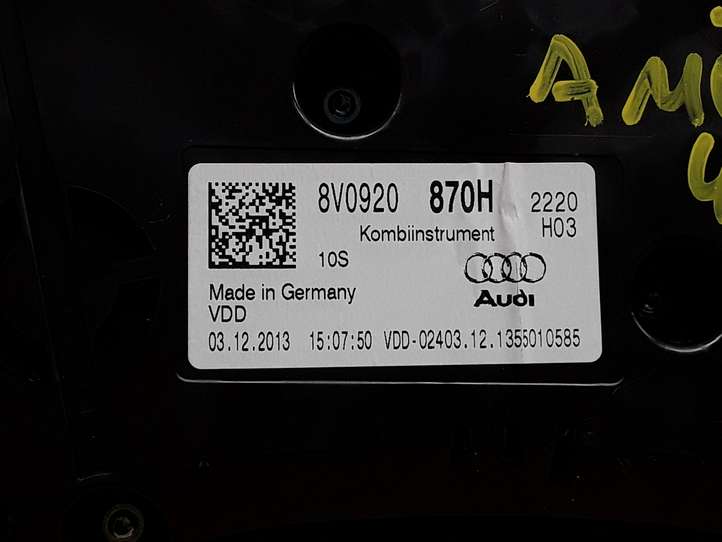 8V0920 870H 2220
Kombiinstrument H03
10S
Audi
Made in Germany
VDD
03.12.2013 15:07:50 VDD-02403.12.1355010585